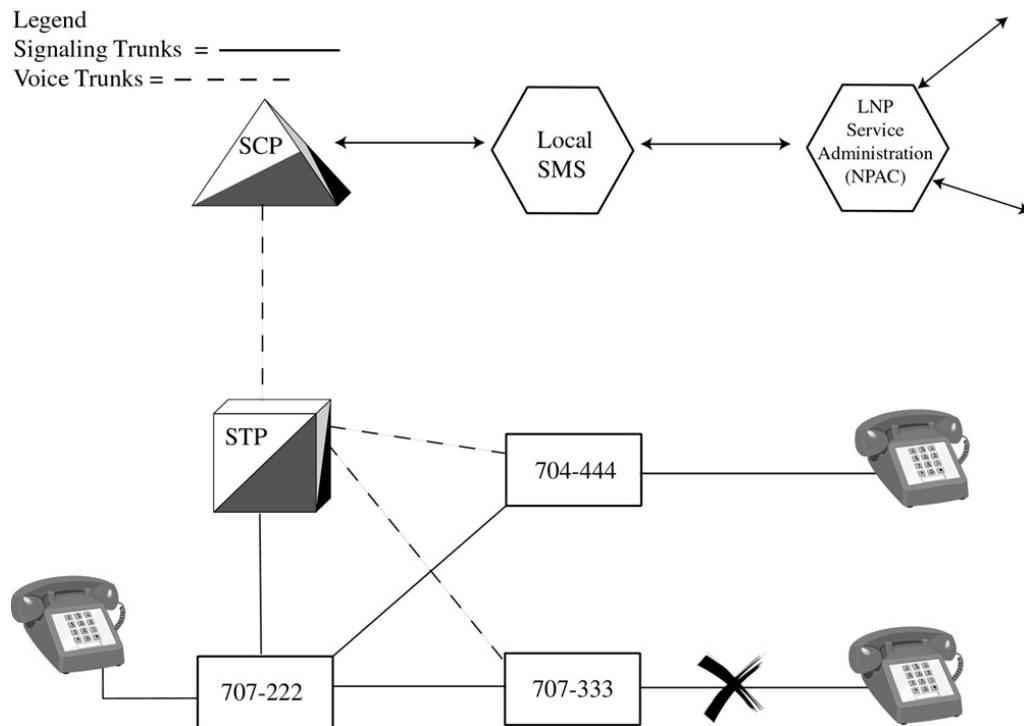 Legend
Signaling Trunks =
Voice Trunks =
SCP
Local
SMS
LNP
Service
Administration
(NPAC)
STP
704-444
707-222
707-333